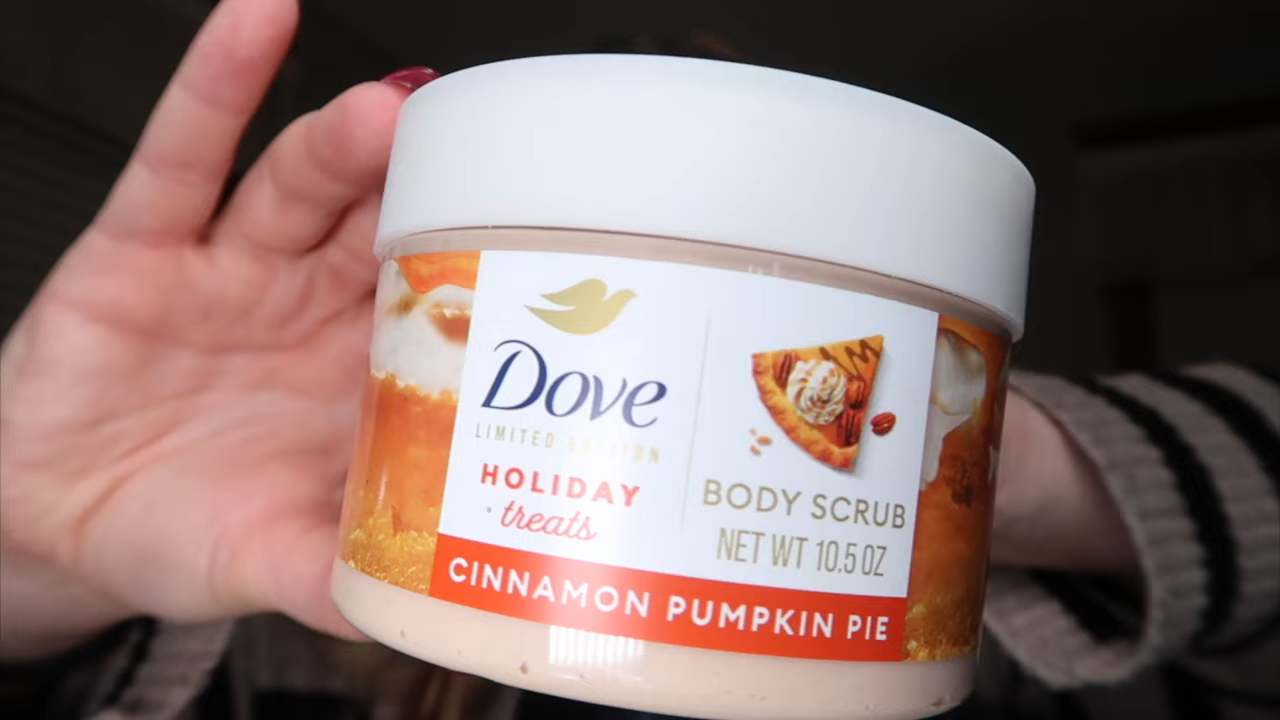 Dove
LIMITED EDITION
HOLIDAY
treats
BODY SCRUB
NET WT 10.5 OZ
CINNAMON PUMPKIN PIE